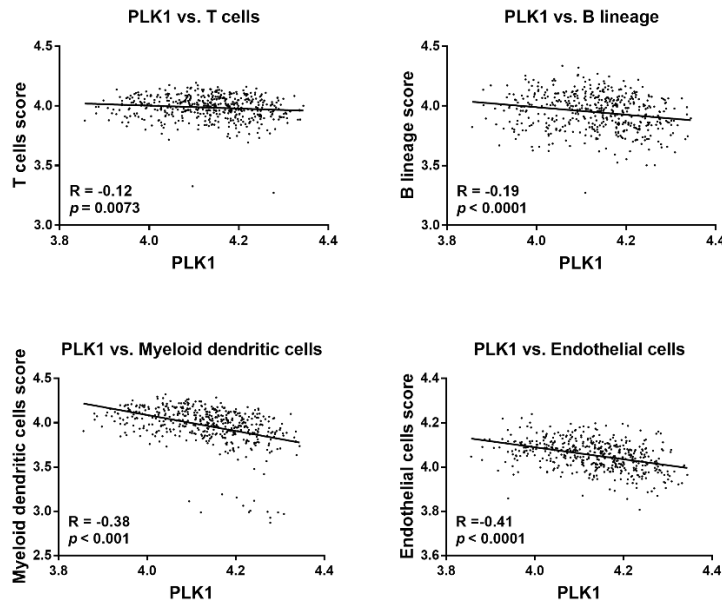 PLK1 vs. T cells
T cells score
4.5
4.0
3.5
3.0
R = -0.12
p = 0.0073
3.8 4.0 4.2 4.4
PLK1
PLK1 vs. B lineage
B lineage score
4.5
4.0
3.5
3.0
R = -0.19
p < 0.0001
3.8 4.0 4.2 4.4
PLK1
PLK1 vs. Myeloid dendritic cells
Myeloid dendritic cells score
4.5
4.0
3.5
3.0
2.5
R = -0.38
p < 0.001
3.8 4.0 4.2 4.4
PLK1
PLK1 vs. Endothelial cells
Endothelial cells score
4.4
4.2
4.0
3.8
3.6
R =-0.41
p < 0.0001
3.8 4.0 4.2 4.4
PLK1